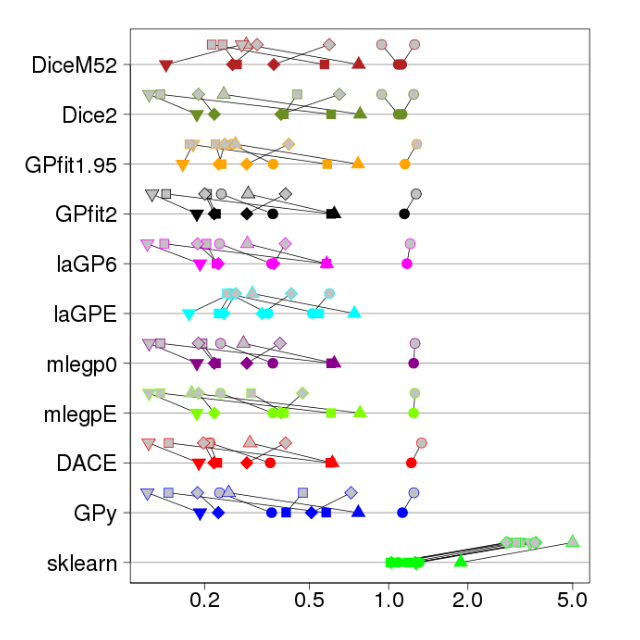 DiceM52
Dice2
GPfit1.95
GPfit2
laGP6
laGPE
mlegp0
mlegpE
DACE
GPy
sklearn
0.2 0.5 1.0 2.0 5.0